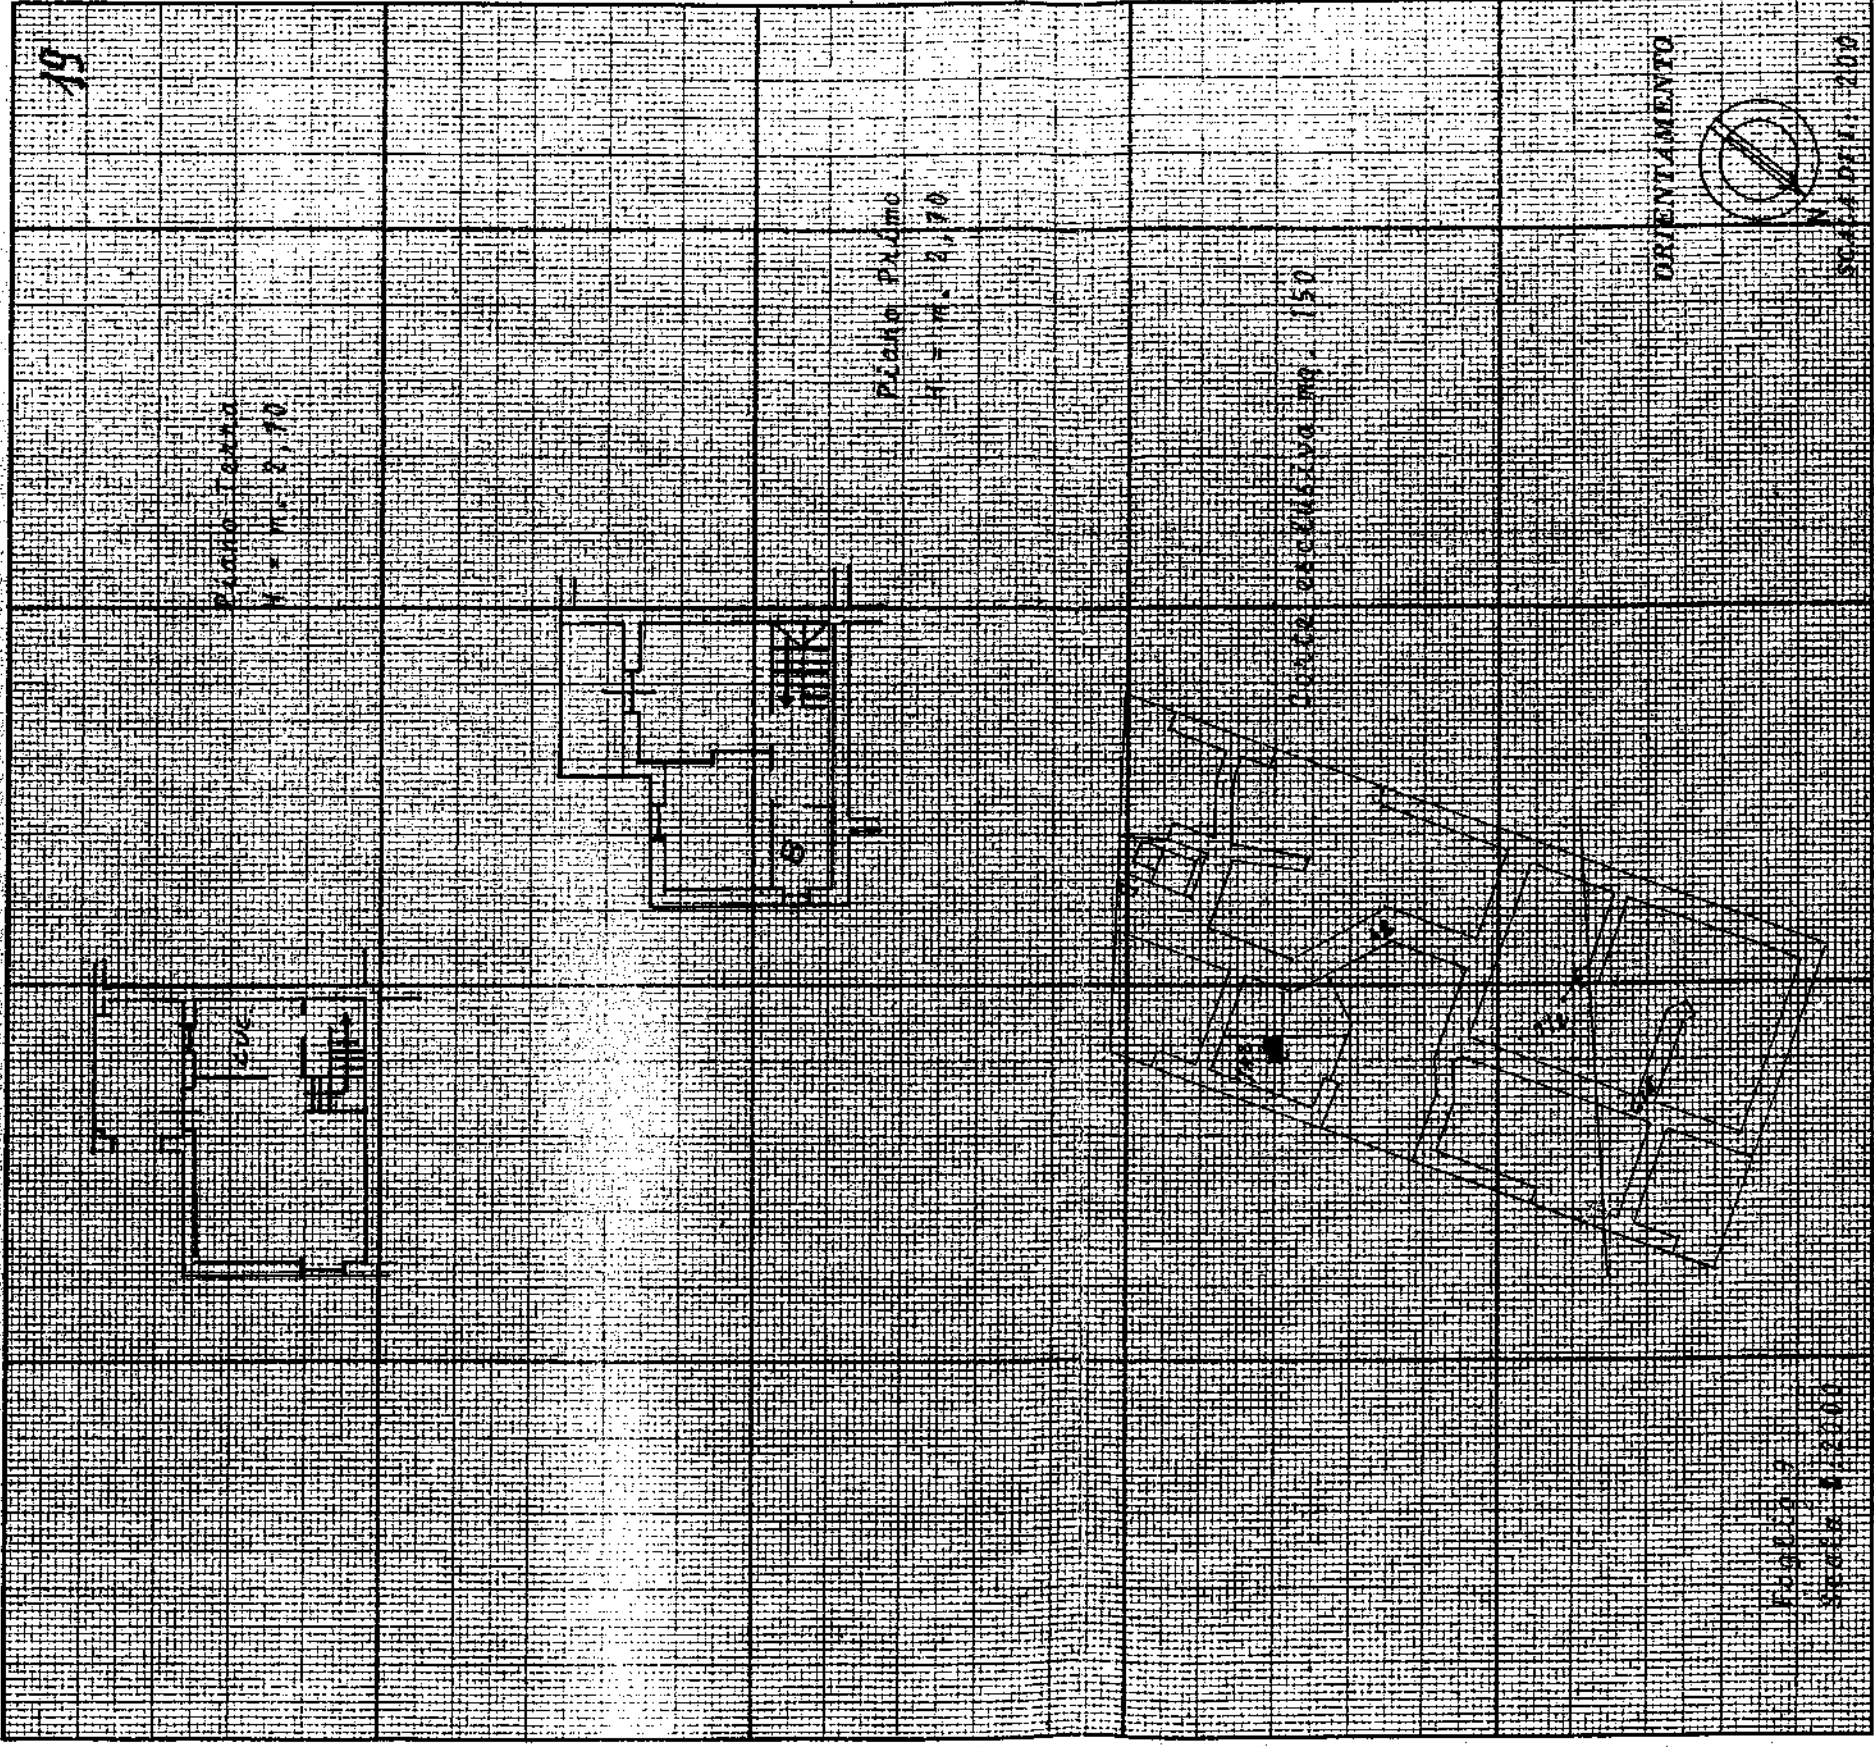 19
Piano Terra
H = m. 2,70
CUC.
Piano Primo
H = m. 2,70
B
Corte esclusiva mq. 150
ORIENTAMENTO
N
SCALA DI 1: 200
Foglio 9
Scala 1:2000